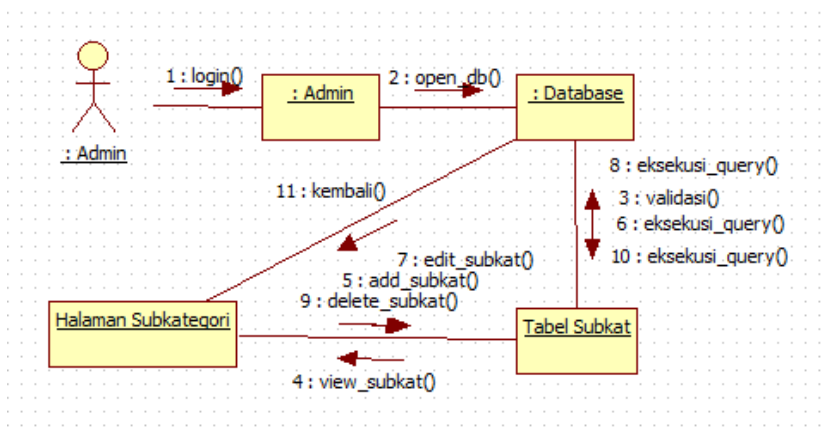 1 : login()
2 : open_db()
: Admin
: Database
: Admin
8 : eksekusi_query()
3 : validasi()
6 : eksekusi_query()
10 : eksekusi_query()
11 : kembali()
7 : edit_subkat()
5 : add_subkat()
9 : delete_subkat()
Halaman Subkategori
Tabel Subkat
4 : view_subkat()